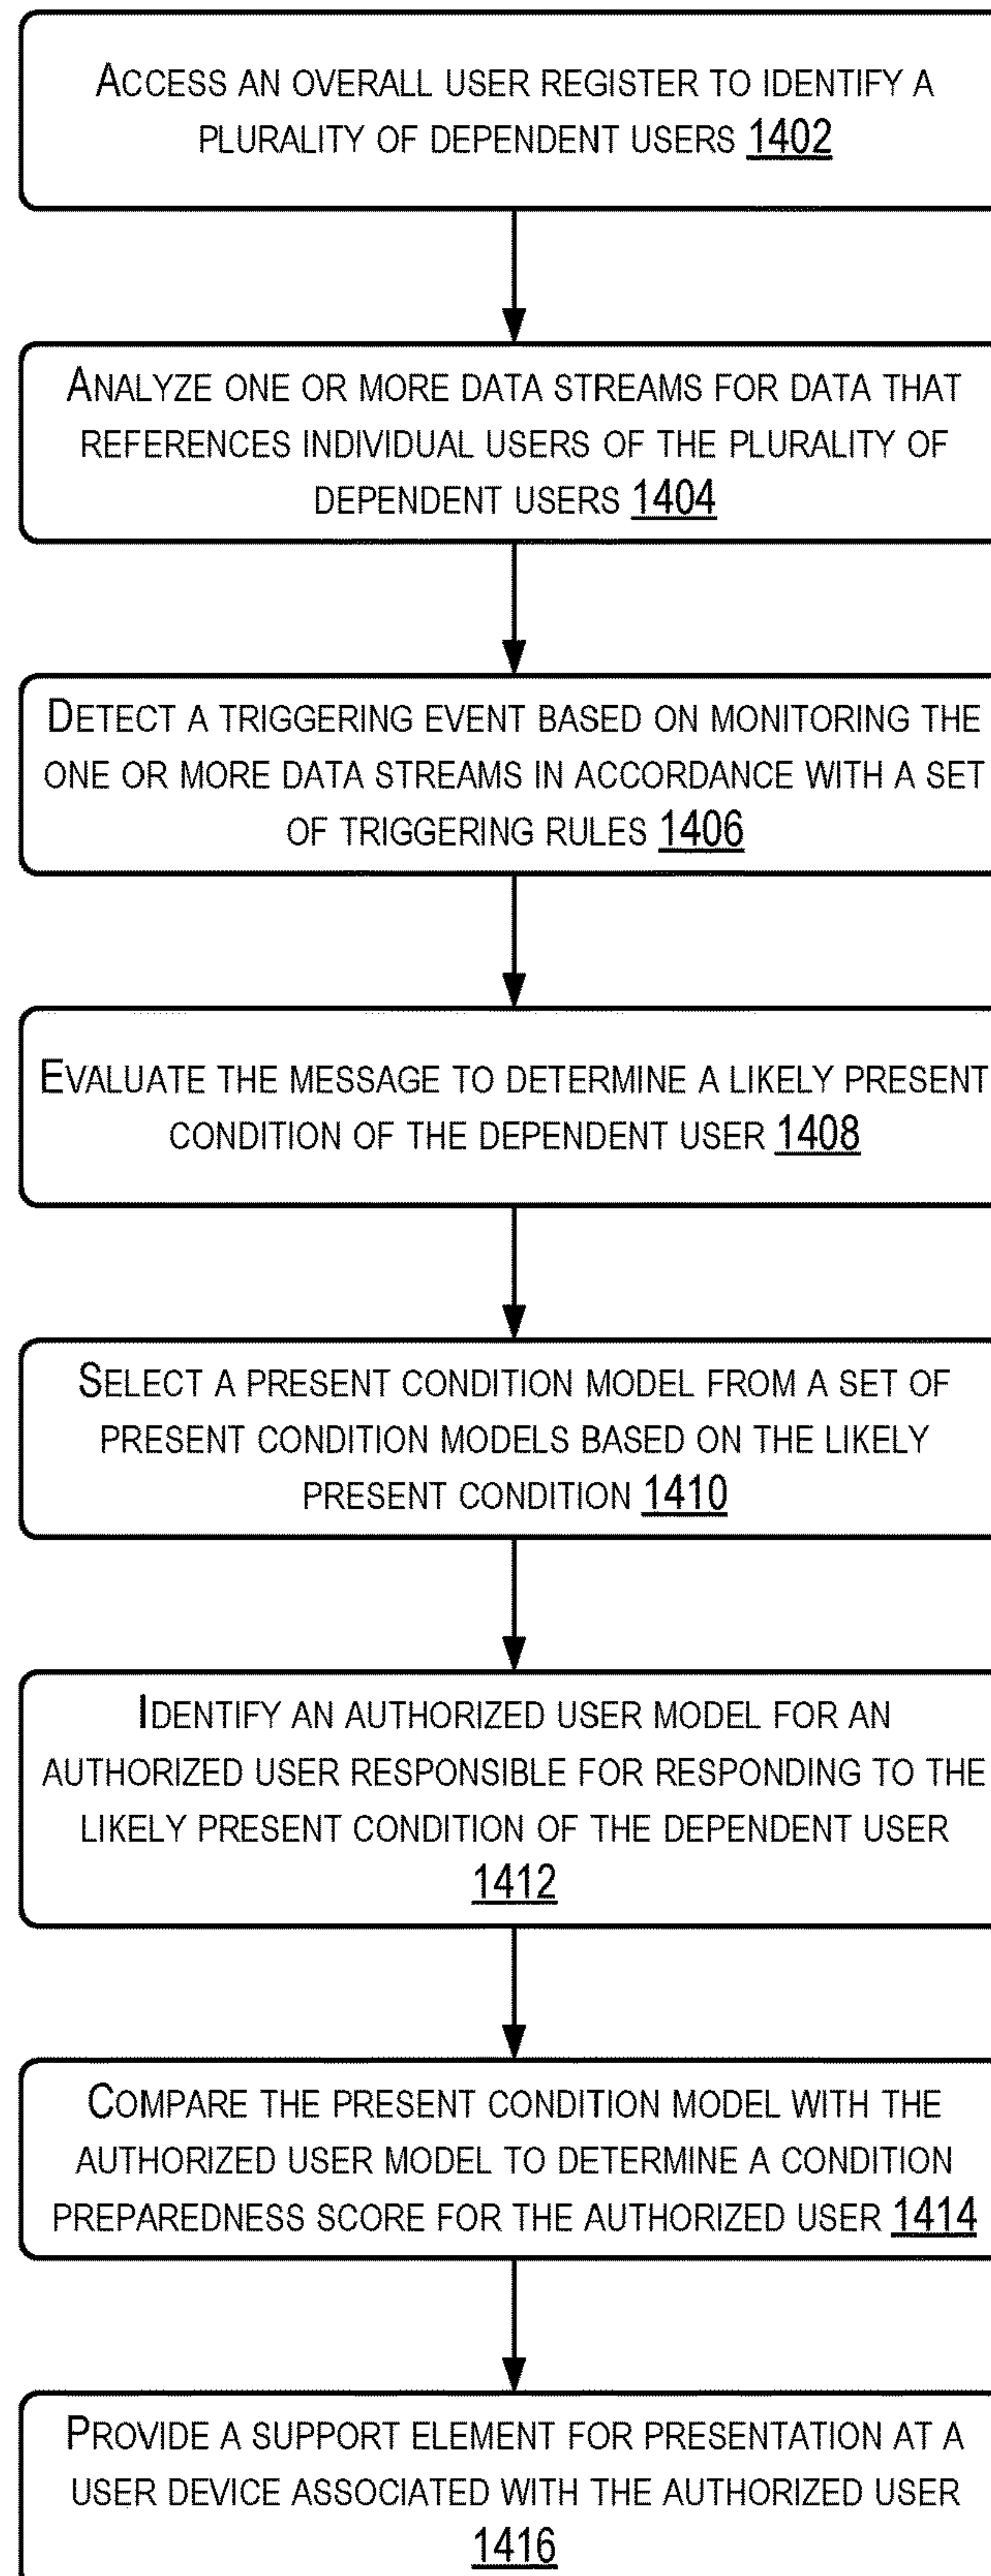 ACCESS AN OVERALL USER REGISTER TO IDENTIFY A
PLURALITY OF DEPENDENT USERS 1402
ANALYZE ONE OR MORE DATA STREAMS FOR DATA THAT
REFERENCES INDIVIDUAL USERS OF THE PLURALITY OF
DEPENDENT USERS 1404
DETECT A TRIGGERING EVENT BASED ON MONITORING THE
ONE OR MORE DATA STREAMS IN ACCORDANCE WITH A SET
OF TRIGGERING RULES 1406
EVALUATE THE MESSAGE TO DETERMINE A LIKELY PRESENT
CONDITION OF THE DEPENDENT USER 1408
SELECT A PRESENT CONDITION MODEL FROM A SET OF
PRESENT CONDITION MODELS BASED ON THE LIKELY
PRESENT CONDITION 1410
IDENTIFY AN AUTHORIZED USER MODEL FOR AN
AUTHORIZED USER RESPONSIBLE FOR RESPONDING TO THE
LIKELY PRESENT CONDITION OF THE DEPENDENT USER
1412
COMPARE THE PRESENT CONDITION MODEL WITH THE
AUTHORIZED USER MODEL TO DETERMINE A CONDITION
PREPAREDNESS SCORE FOR THE AUTHORIZED USER 1414
PROVIDE A SUPPORT ELEMENT FOR PRESENTATION AT A
USER DEVICE ASSOCIATED WITH THE AUTHORIZED USER
1416